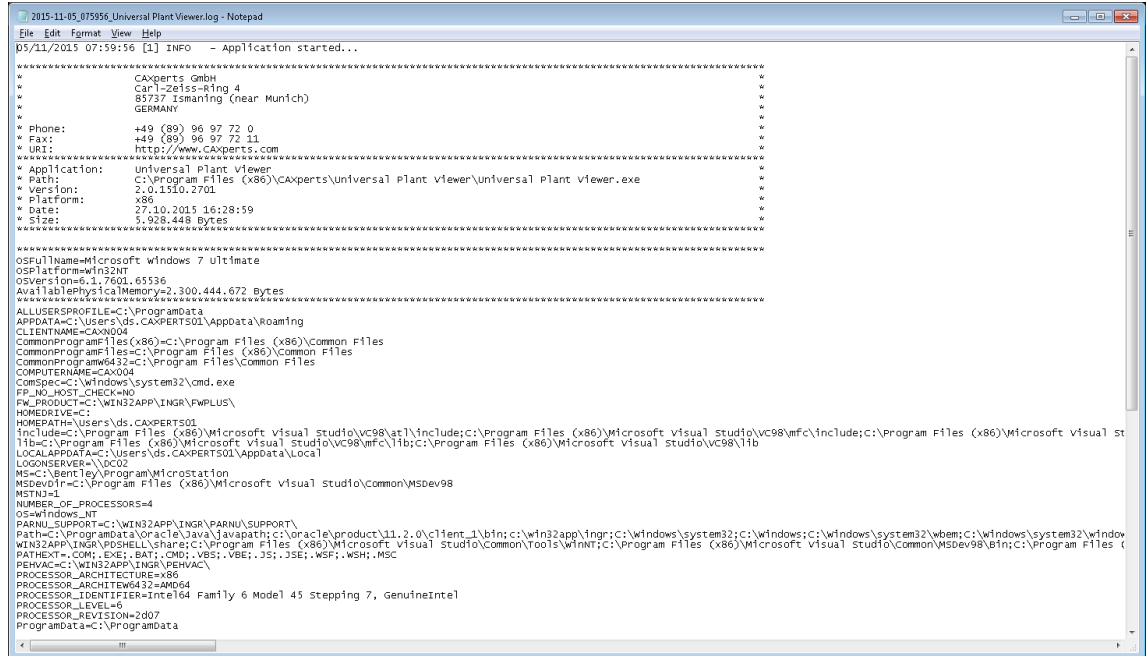 2015-11-05_075956_Universal Plant Viewer.log - Notepad
File Edit Format View Help
05/11/2015 07:59:56 [1] INFO - Application started...
*************************************************************************************************************************
* CAXperts GmbH *
* Carl-Zeiss-Ring 4 *
* 85737 Ismaning (near Munich) *
* GERMANY *
* *
* Phone: +49 (89) 96 97 72 0 *
* Fax: +49 (89) 96 97 72 11 *
* URI: http://www.CAXperts.com *
*************************************************************************************************************************
* Application: Universal Plant Viewer *
* Path: C:\Program Files (x86)\CAXperts\Universal Plant Viewer\Universal Plant Viewer.exe *
* Version: 2.0.1510.2701 *
* Platform: x86 *
* Date: 27.10.2015 16:28:59 *
* Size: 5.928.448 Bytes *
*************************************************************************************************************************
*************************************************************************************************************************
OSFullName=Microsoft Windows 7 Ultimate
OSPlatform=Win32NT
OSVersion=6.1.7601.65536
AvailablePhysicalMemory=2.300.444.672 Bytes
*************************************************************************************************************************
ALLUSERSPROFILE=C:\ProgramData
APPDATA=C:\Users\ds.CAXPERTS01\AppData\Roaming
CLIENTNAME=CAXN004
CommonProgramFiles(x86)=C:\Program Files (x86)\Common Files
CommonProgramFiles=C:\Program Files (x86)\Common Files
CommonProgramW6432=C:\Program Files\Common Files
COMPUTERNAME=CAX004
ComSpec=C:\Windows\system32\cmd.exe
FP_NO_HOST_CHECK=NO
FW_PRODUCT=C:\WIN32APP\INGR\FWPLUS\
HOMEDRIVE=C:
HOMEPATH=\Users\ds.CAXPERTS01
include=C:\Program Files (x86)\Microsoft Visual Studio\VC98\atl\include;C:\Program Files (x86)\Microsoft Visual Studio\VC98\mfc\include;C:\Program Files (x86)\Microsoft Visual St
lib=C:\Program Files (x86)\Microsoft Visual Studio\VC98\mfc\lib;C:\Program Files (x86)\Microsoft Visual Studio\VC98\lib
LOCALAPPDATA=C:\Users\ds.CAXPERTS01\AppData\Local
LOGONSERVER=\\DC02
MS=C:\Bentley\Program\MicroStation
MSDevDir=C:\Program Files (x86)\Microsoft Visual Studio\Common\MSDev98
MSTNJ=1
NUMBER_OF_PROCESSORS=4
OS=Windows_NT
PARNU_SUPPORT=C:\WIN32APP\INGR\PARNU\SUPPORT\
Path=C:\ProgramData\Oracle\Java\javapath;c:\oracle\product\11.2.0\client_1\bin;c:\win32app\ingr;C:\Windows\system32;C:\Windows;C:\Windows\system32\wbem;C:\Windows\system32\window
WIN32APP\INGR\PDSHELL\share;C:\Program Files (x86)\Microsoft Visual Studio\Common\Tools\WinNT;C:\Program Files (x86)\Microsoft Visual Studio\Common\MSDev98\Bin;C:\Program Files (
PATHEXT=.COM;.EXE;.BAT;.CMD;.VBS;.VBE;.JS;.JSE;.WSF;.WSH;.MSC
PEHVAC=C:\WIN32APP\INGR\PEHVAC\
PROCESSOR_ARCHITECTURE=x86
PROCESSOR_ARCHITEW6432=AMD64
PROCESSOR_IDENTIFIER=Intel64 Family 6 Model 45 Stepping 7, GenuineIntel
PROCESSOR_LEVEL=6
PROCESSOR_REVISION=2d07
ProgramData=C:\ProgramData